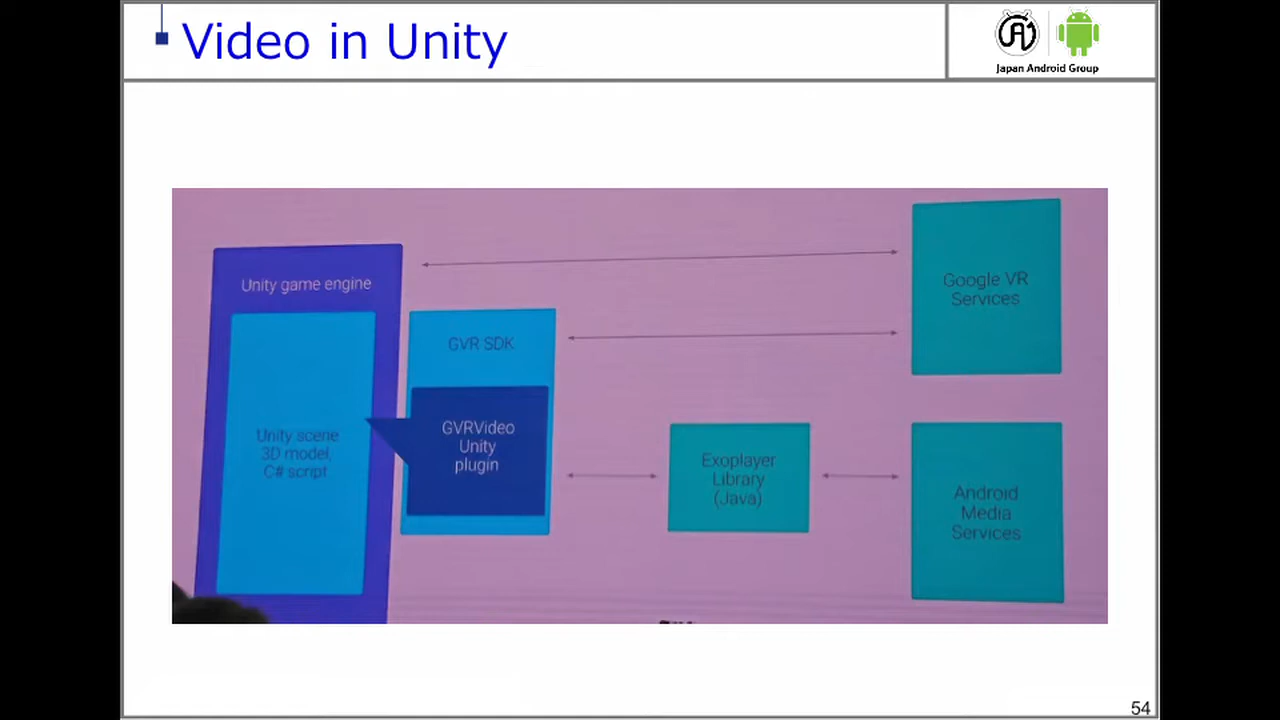 Video in Unity
Japan Android Group
Unity game engine
Unity scene
3D model,
C# script
GVR SDK
GVRVideo
Unity
plugin
Exoplayer
Library
(Java)
Google VR
Services
Android
Media
Services
54